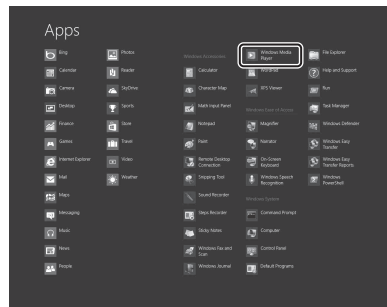 Apps
Bing
Calendar
Camera
Desktop
Finance
Games
Internet Explorer
Mail
Maps
Messaging
Music
News
People
Photos
Reader
SkyDrive
Sports
Store
Travel
Video
Weather
Windows Accessories
Calculator
Character Map
Math Input Panel
Notepad
Paint
Remote Desktop
Connection
Snipping Tool
Sound Recorder
Steps Recorder
Sticky Notes
Windows Fax and
Scan
Windows Journal
Windows Media
Player
WordPad
XPS Viewer
Windows Ease of Access
Magnifier
Narrator
On-Screen
Keyboard
Windows Speech
Recognition
Windows System
Command Prompt
Computer
Control Panel
Default Programs
File Explorer
Help and Support
Run
Task Manager
Windows Defender
Windows Easy
Transfer
Windows Easy
Transfer Reports
Windows
PowerShell